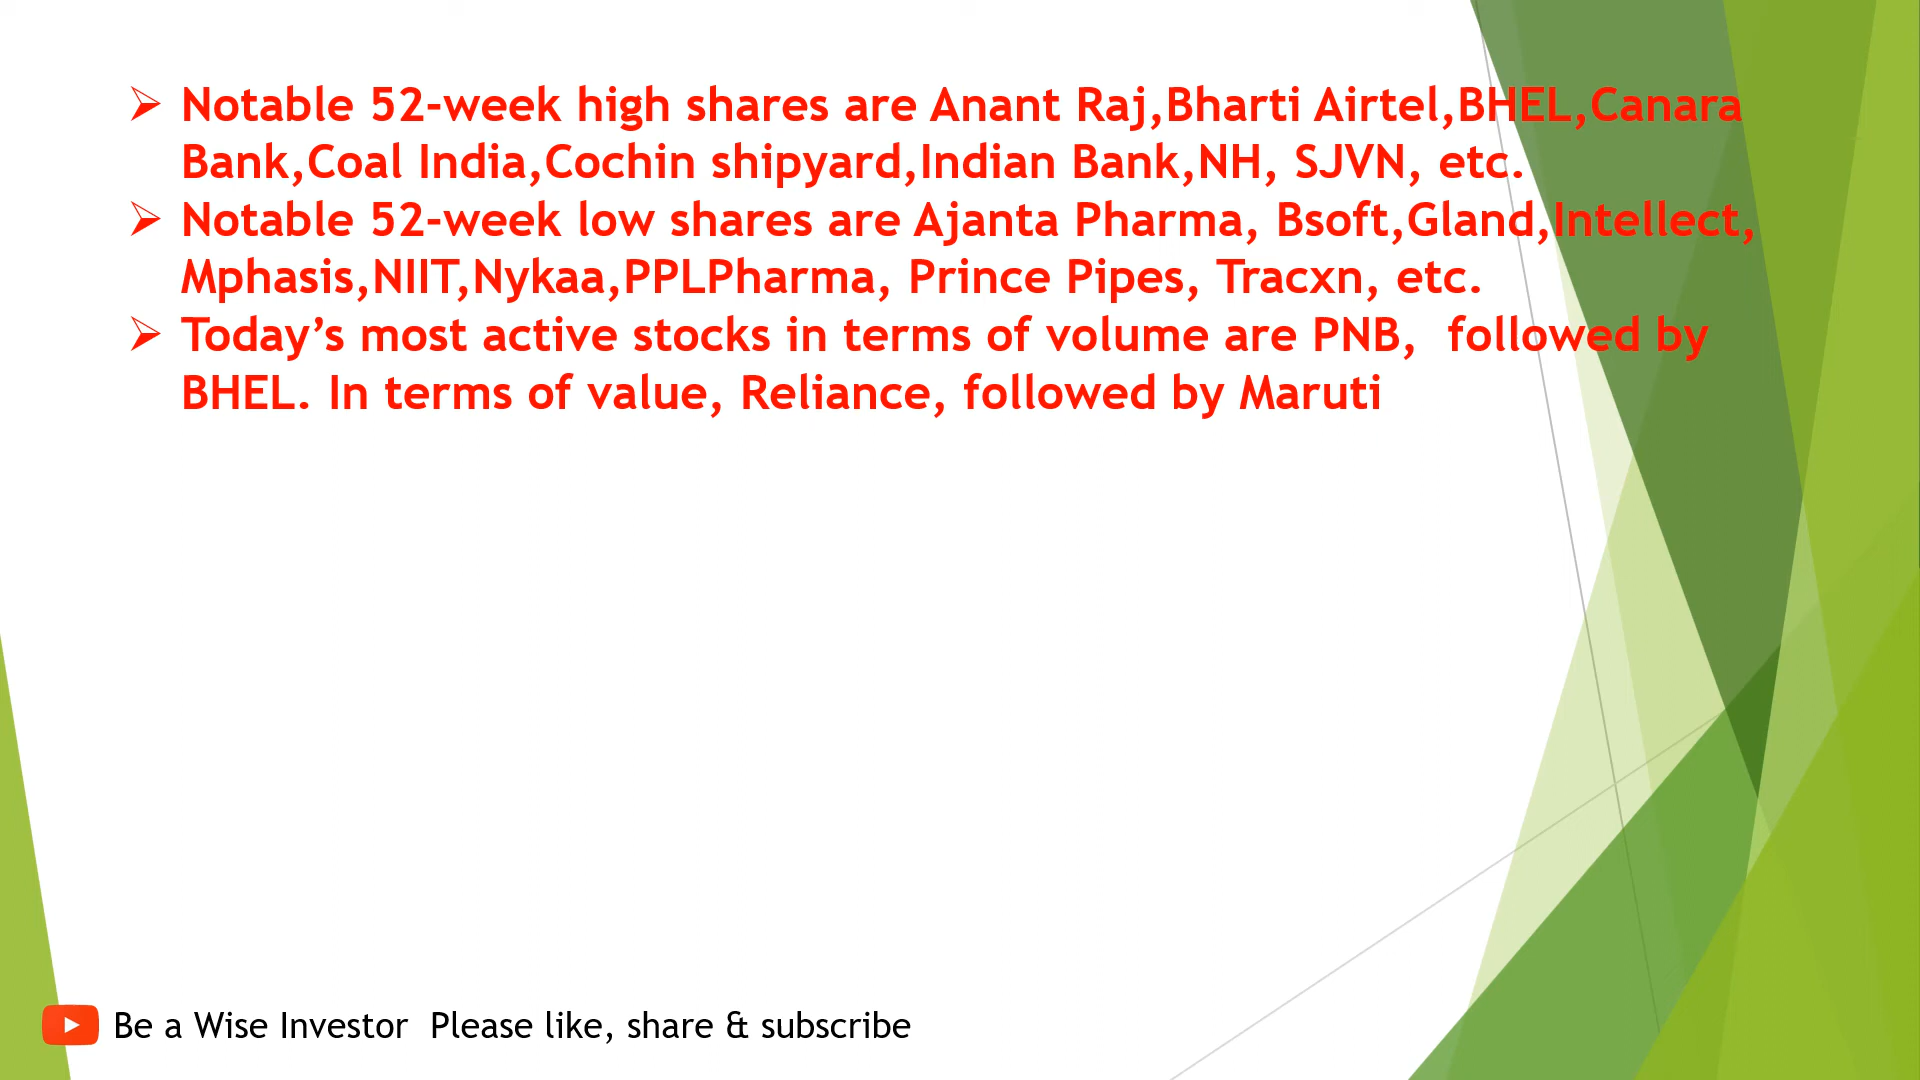 ➢ Notable 52-week high shares are Anant Raj,Bharti Airtel,BHEL,Canara
Bank,Coal India,Cochin shipyard,Indian Bank,NH, SJVN, etc.
➢ Notable 52-week low shares are Ajanta Pharma, Bsoft,Gland,Intellect,
Mphasis,NIIT,Nykaa,PPLPharma, Prince Pipes, Tracxn, etc.
➢ Today’s most active stocks in terms of volume are PNB,  followed by
BHEL. In terms of value, Reliance, followed by Maruti
Be a Wise Investor  Please like, share & subscribe